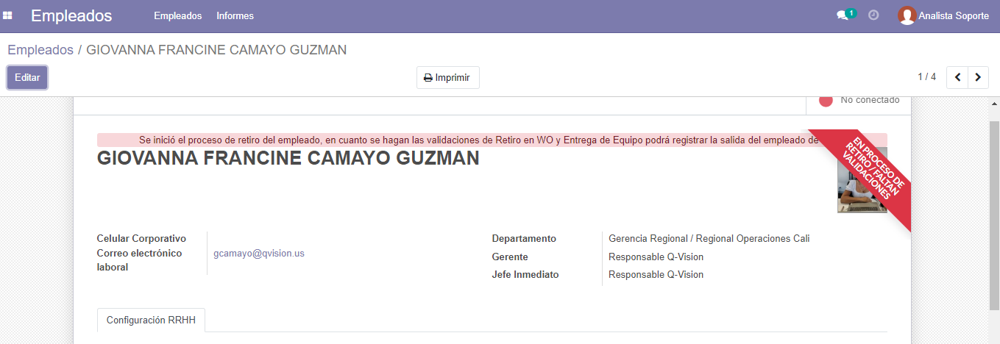 Empleados
Empleados
Informes
1
Analista Soporte
Empleados / GIOVANNA FRANCINE CAMAYO GUZMAN
Editar
Imprimir
1 / 4
No conectado
Se inició el proceso de retiro del empleado, en cuanto se hagan las validaciones de Retiro en WO y Entrega de Equipo podrá registrar la salida del empleado de
GIOVANNA FRANCINE CAMAYO GUZMAN
EN PROCESO DE
RETIRO / FALTAN
VALIDACIONES
Celular Corporativo
Correo electrónico
laboral
gcamayo@qvision.us
Departamento
Gerencia Regional / Regional Operaciones Cali
Gerente
Responsable Q-Vision
Jefe Inmediato
Responsable Q-Vision
Configuración RRHH